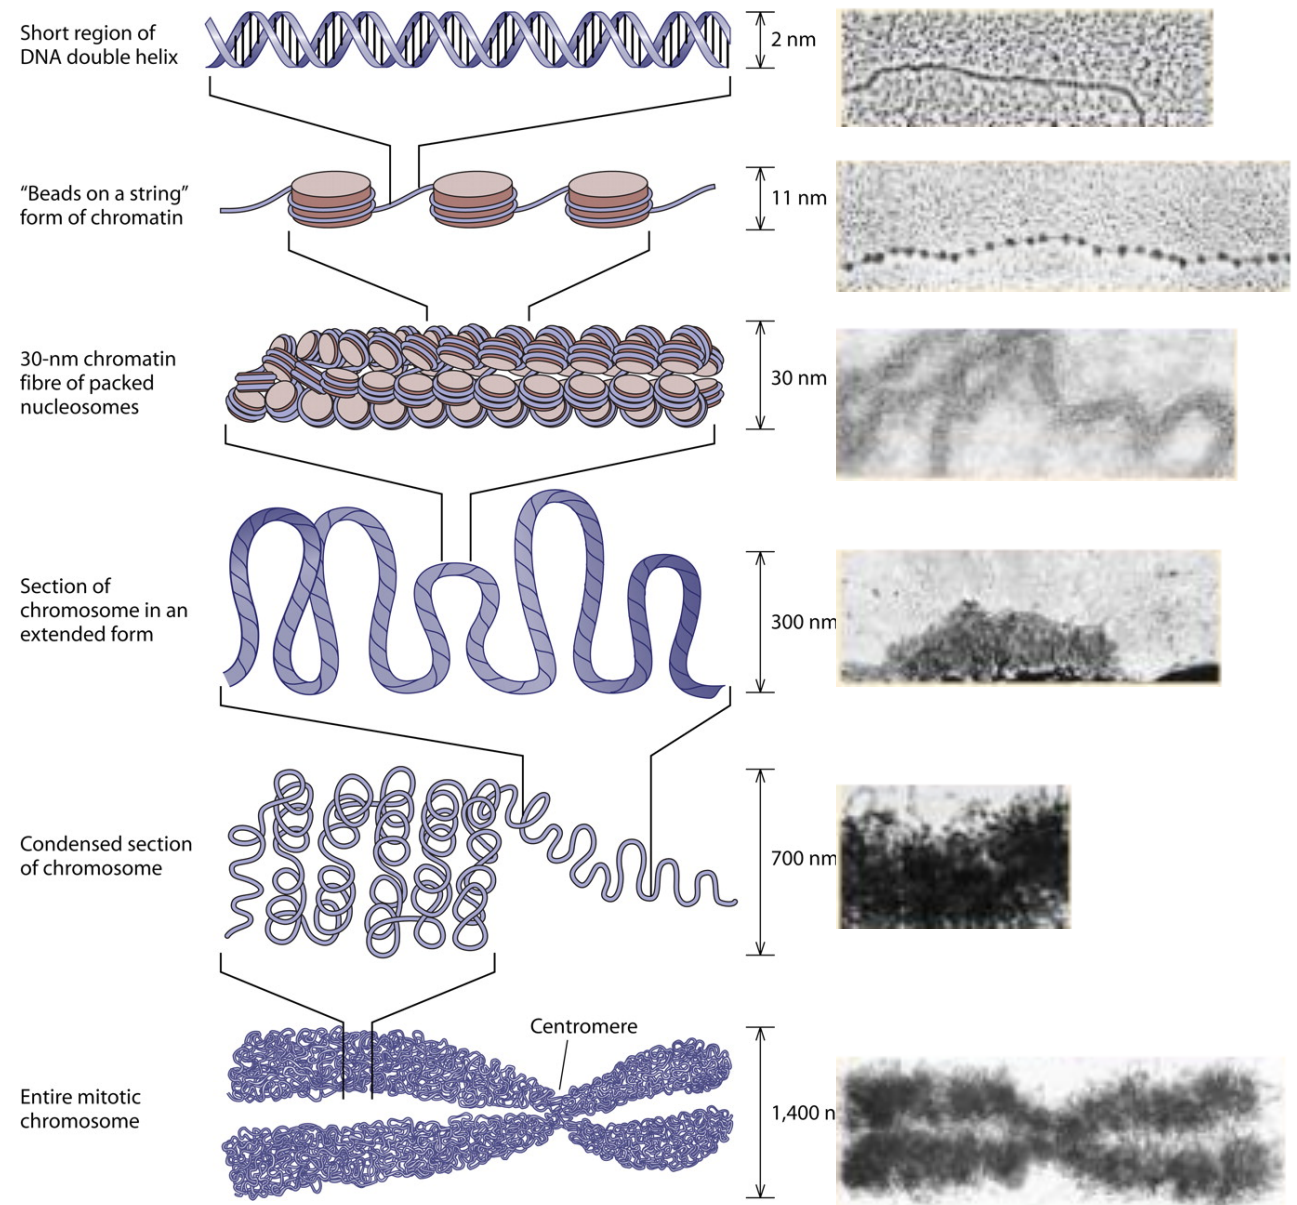 Short region of
DNA double helix
2 nm
“Beads on a string”
form of chromatin
11 nm
30-nm chromatin
fibre of packed
nucleosomes
30 nm
Section of
chromosome in an
extended form
300 nm
Condensed section
of chromosome
700 nm
Centromere
Entire mitotic
chromosome
1,400 n